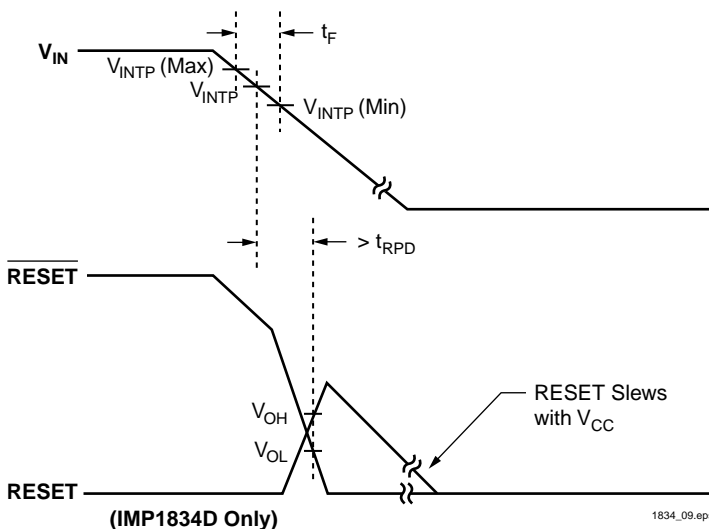 t_F
V_IN
V_INTP (Max)
V_INTP
V_INTP (Min)
> t_RPD
RESET
V_OH
RESET Slews
with V_CC
V_OL
RESET
(IMP1834D Only)
1834_09.eps